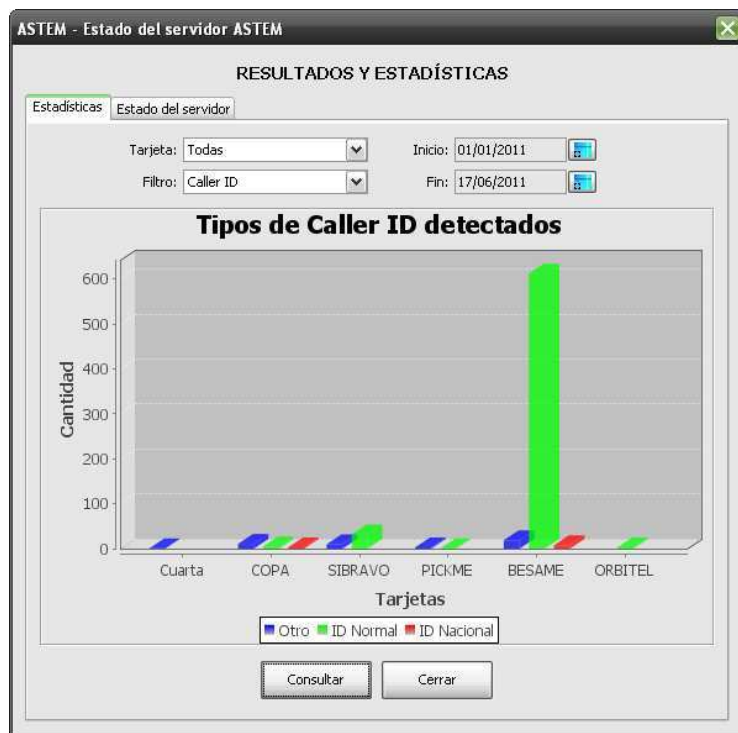 ASTEM - Estado del servidor ASTEM
RESULTADOS Y ESTADÍSTICAS
Estadísticas Estado del servidor
Tarjeta: Todas Inicio: 01/01/2011
Filtro: Caller ID Fin: 17/06/2011
Tipos de Caller ID detectados
600
500
400
300
200
100
0
Cantidad
Cuarta COPA SIBRAVO PICKME BESAME ORBITEL
Tarjetas
Otro ID Normal ID Nacional
Consultar Cerrar